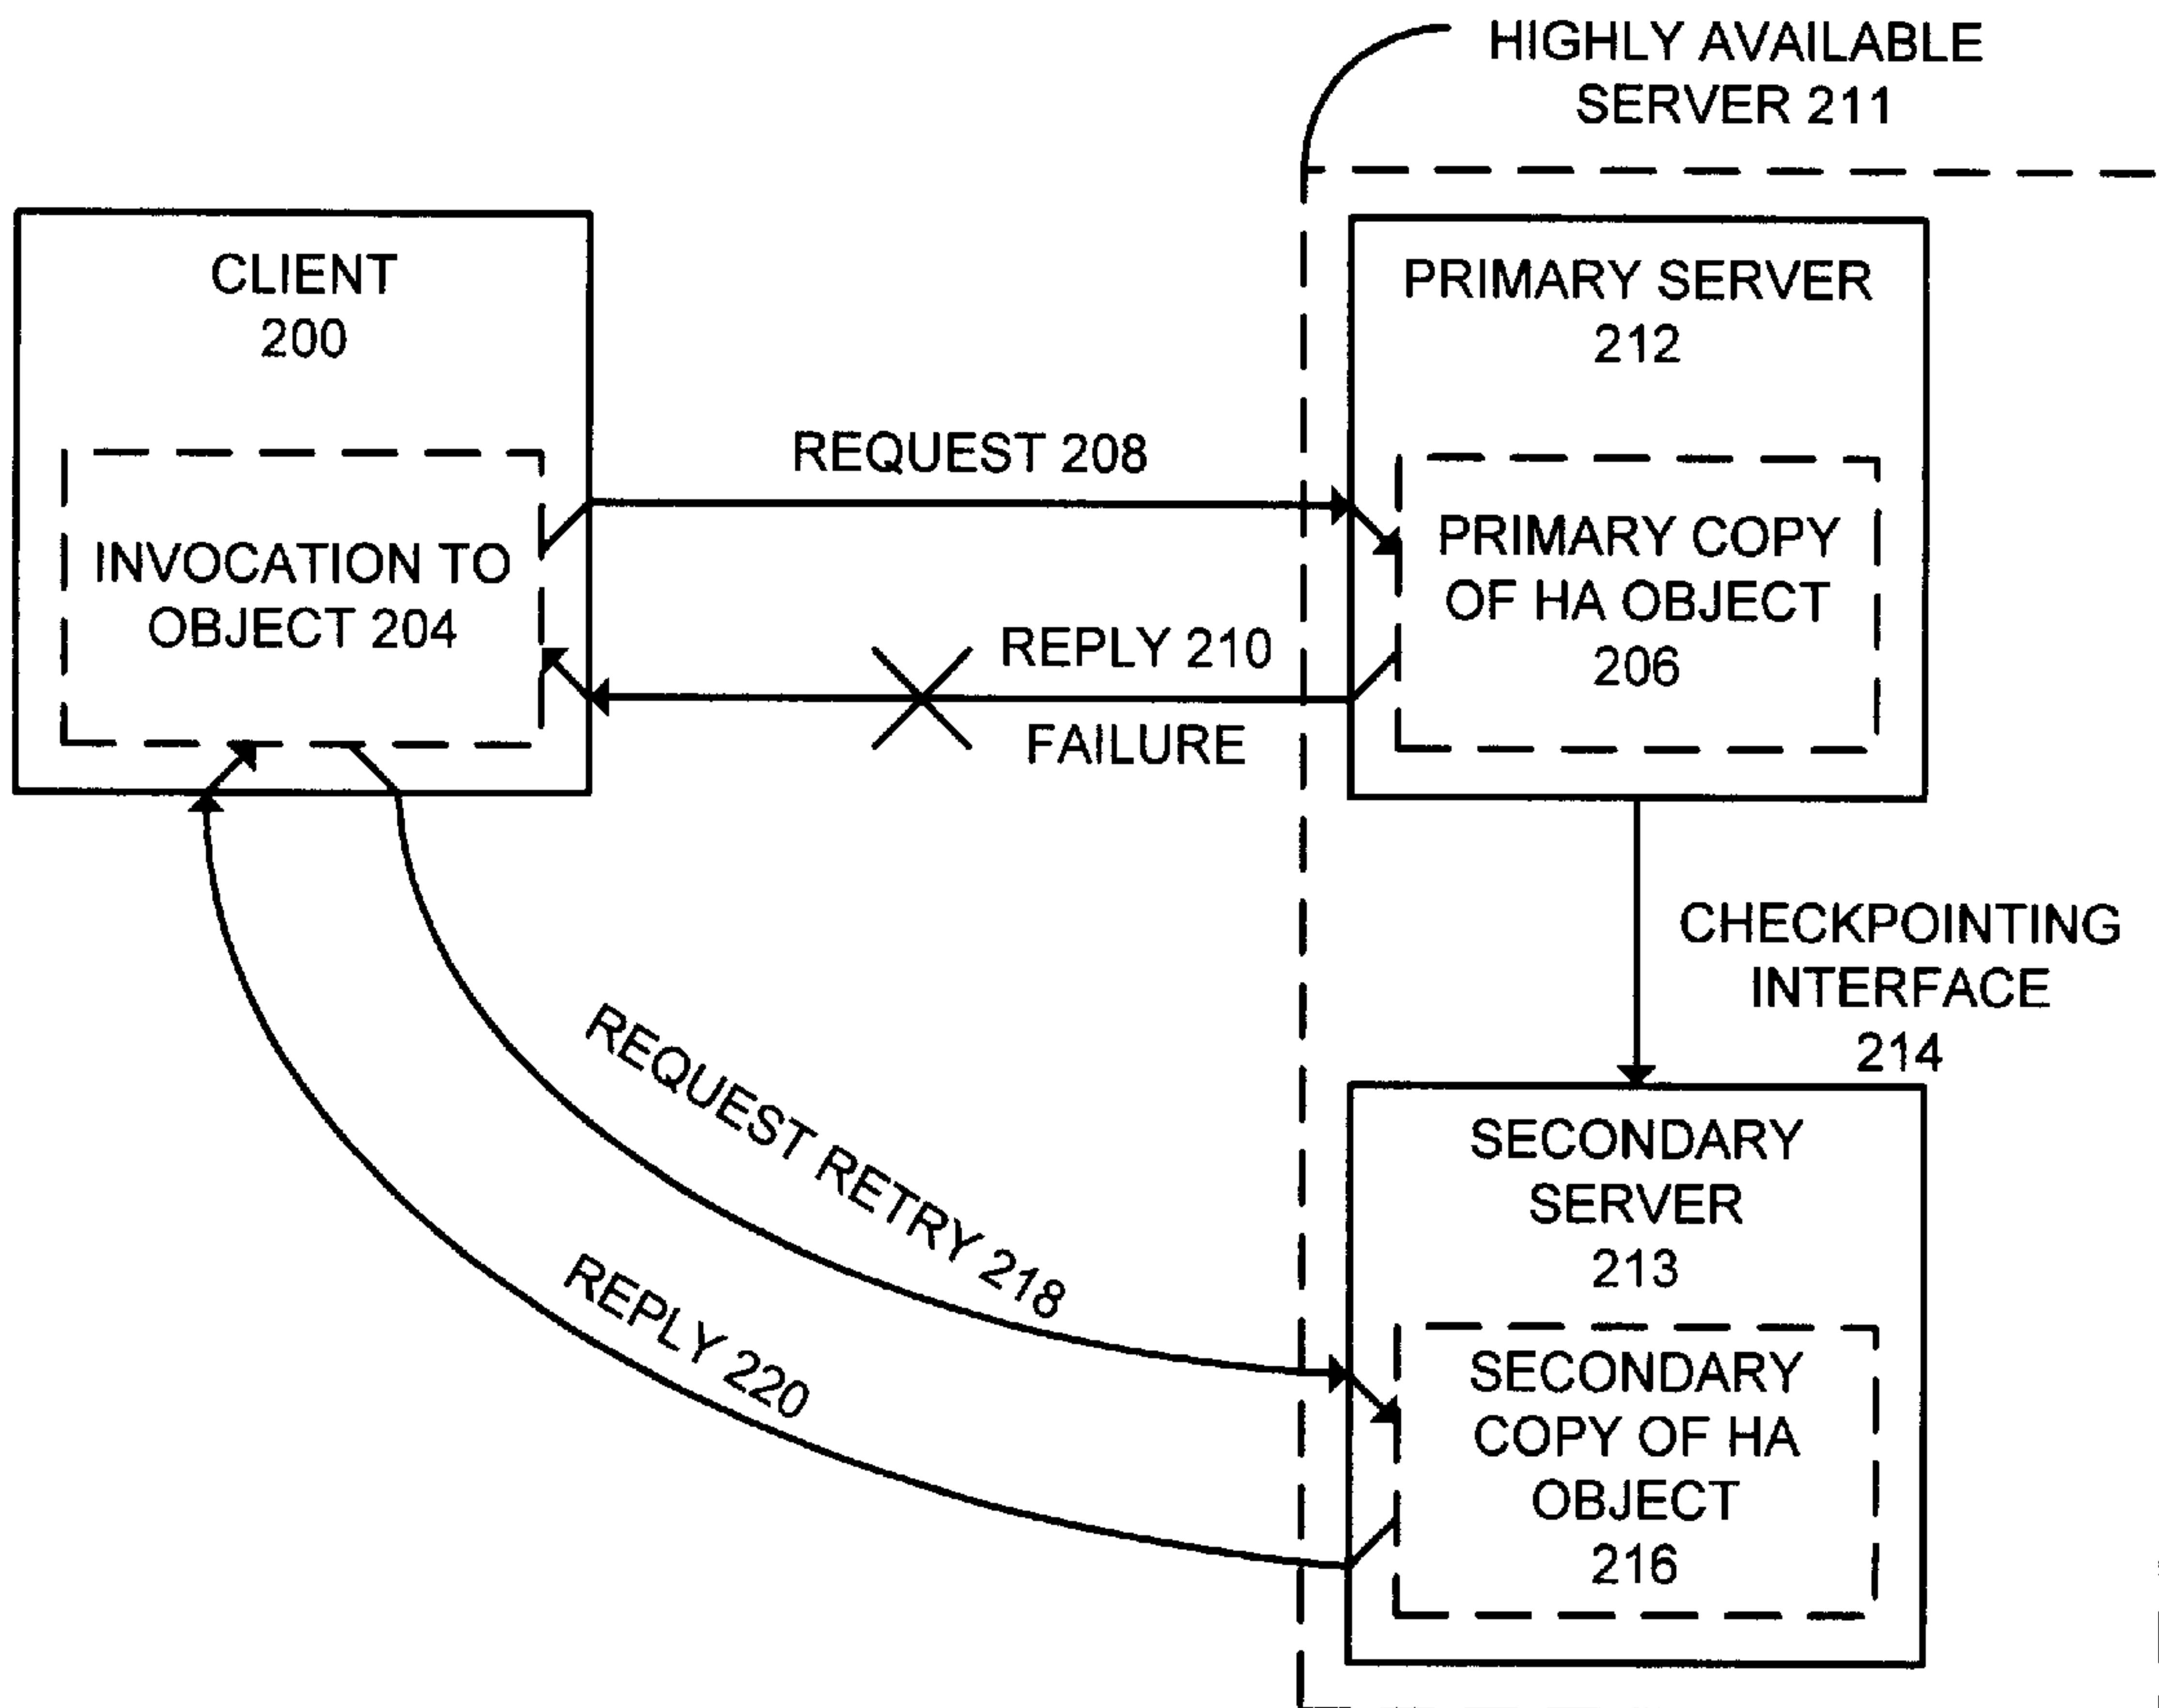 HIGHLY AVAILABLE
SERVER 211
CLIENT
200
PRIMARY SERVER
212
REQUEST 208
INVOCATION TO
OBJECT 204
PRIMARY COPY
OF HA OBJECT
206
REPLY 210
FAILURE
CHECKPOINTING
INTERFACE
214
REQUEST RETRY 218
REPLY 220
SECONDARY
SERVER
213
SECONDARY
COPY OF HA
OBJECT
216